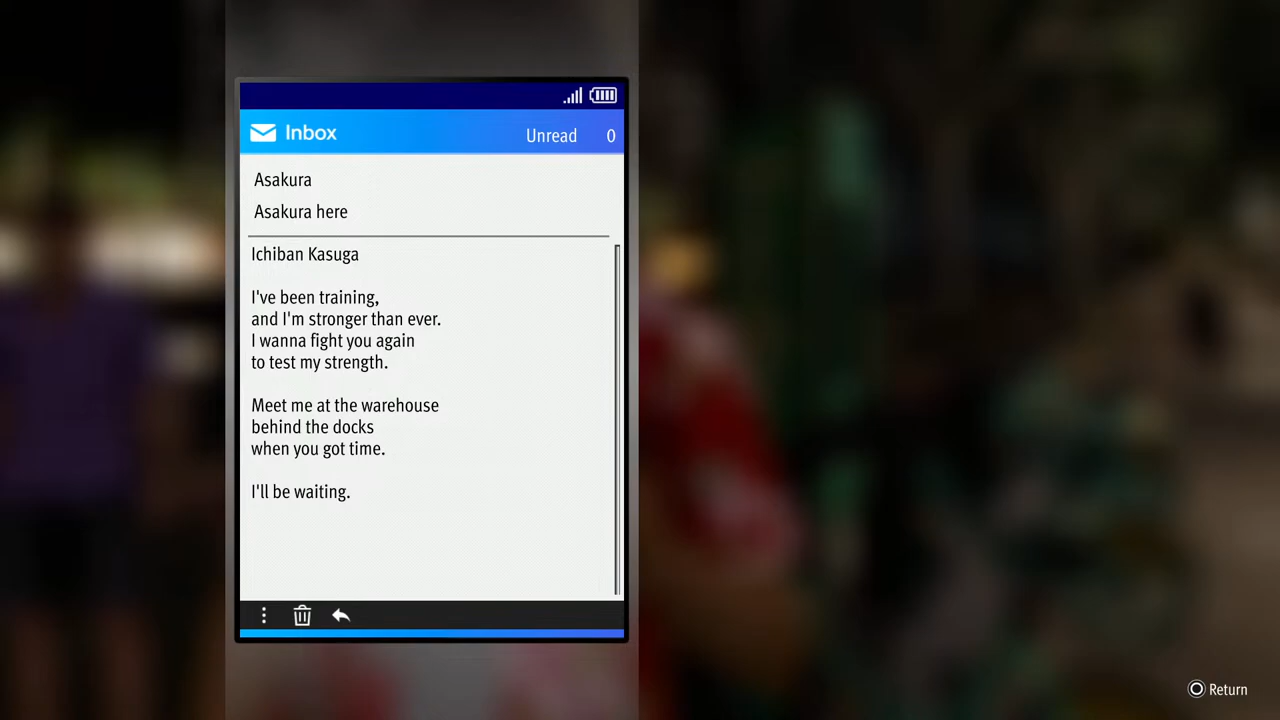 Inbox
Unread 0
Asakura
Asakura here
Ichiban Kasuga
I've been training,
and I'm stronger than ever.
I wanna fight you again
to test my strength.
Meet me at the warehouse
behind the docks
when you got time.
I'll be waiting.
Return